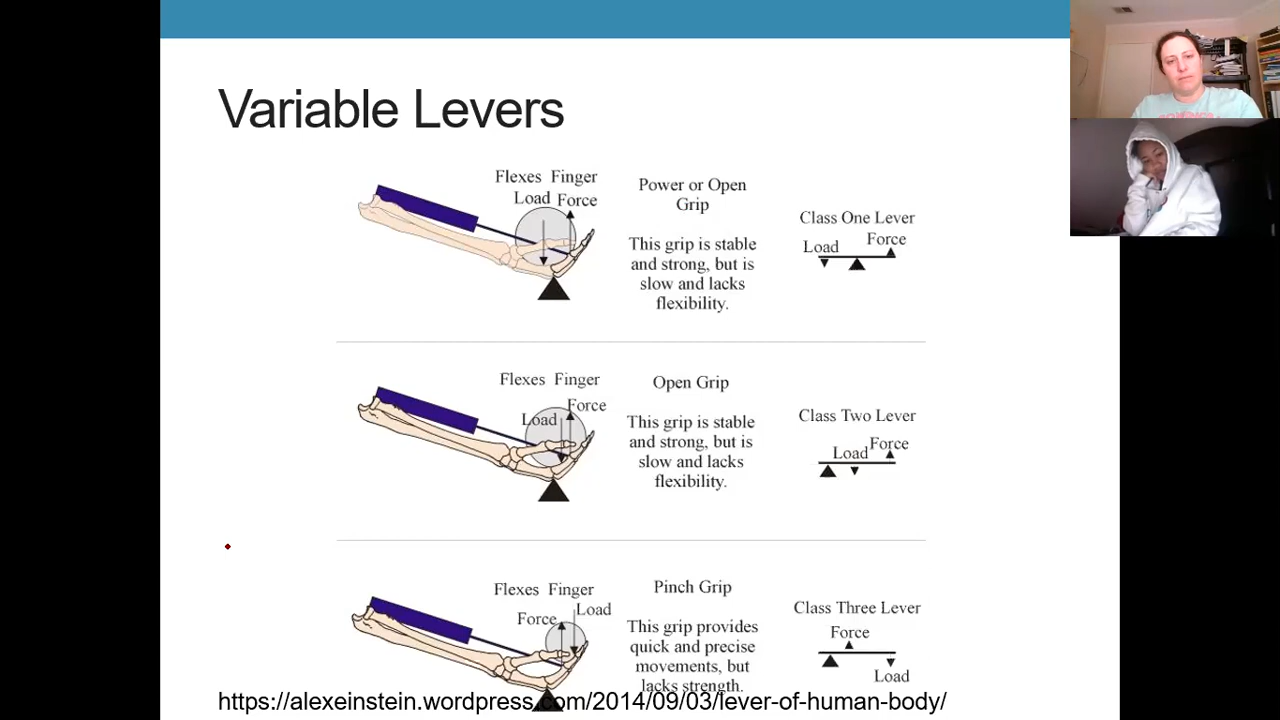 Variable Levers
Flexes Finger
Load Force
Power or Open
Grip
This grip is stable
and strong, but is
slow and lacks
flexibility.
Class One Lever
Load Force
Flexes Finger
Load Force
Open Grip
This grip is stable
and strong, but is
slow and lacks
flexibility.
Class Two Lever
Load Force
Flexes Finger
Force Load
Pinch Grip
This grip provides
quick and precise
movements, but
lacks strength.
Class Three Lever
Force
Load
https://alexeinstein.wordpress.com/2014/09/03/lever-of-human-body/